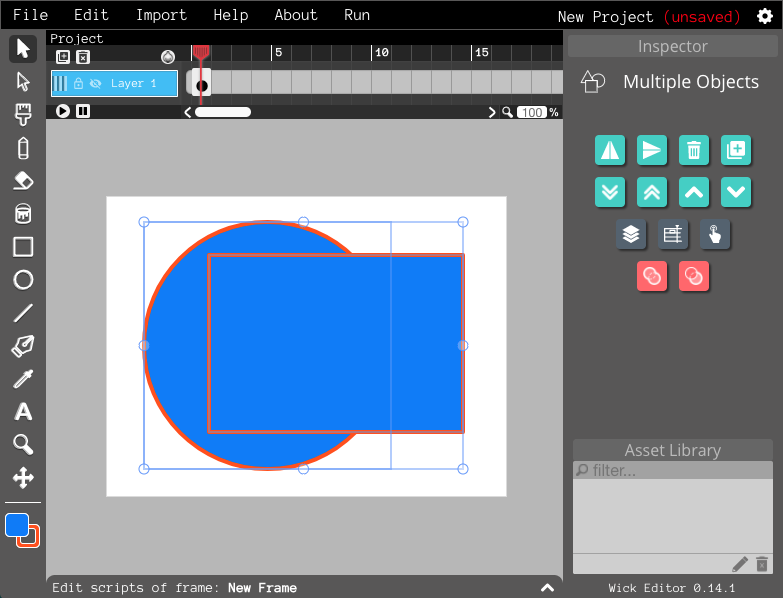 File Edit Import Help About Run New Project (unsaved)
Project
5 10 15
Layer 1
100 %
Inspector
Multiple Objects
A
Asset Library
filter...
Edit scripts of frame: New Frame
Wick Editor 0.14.1